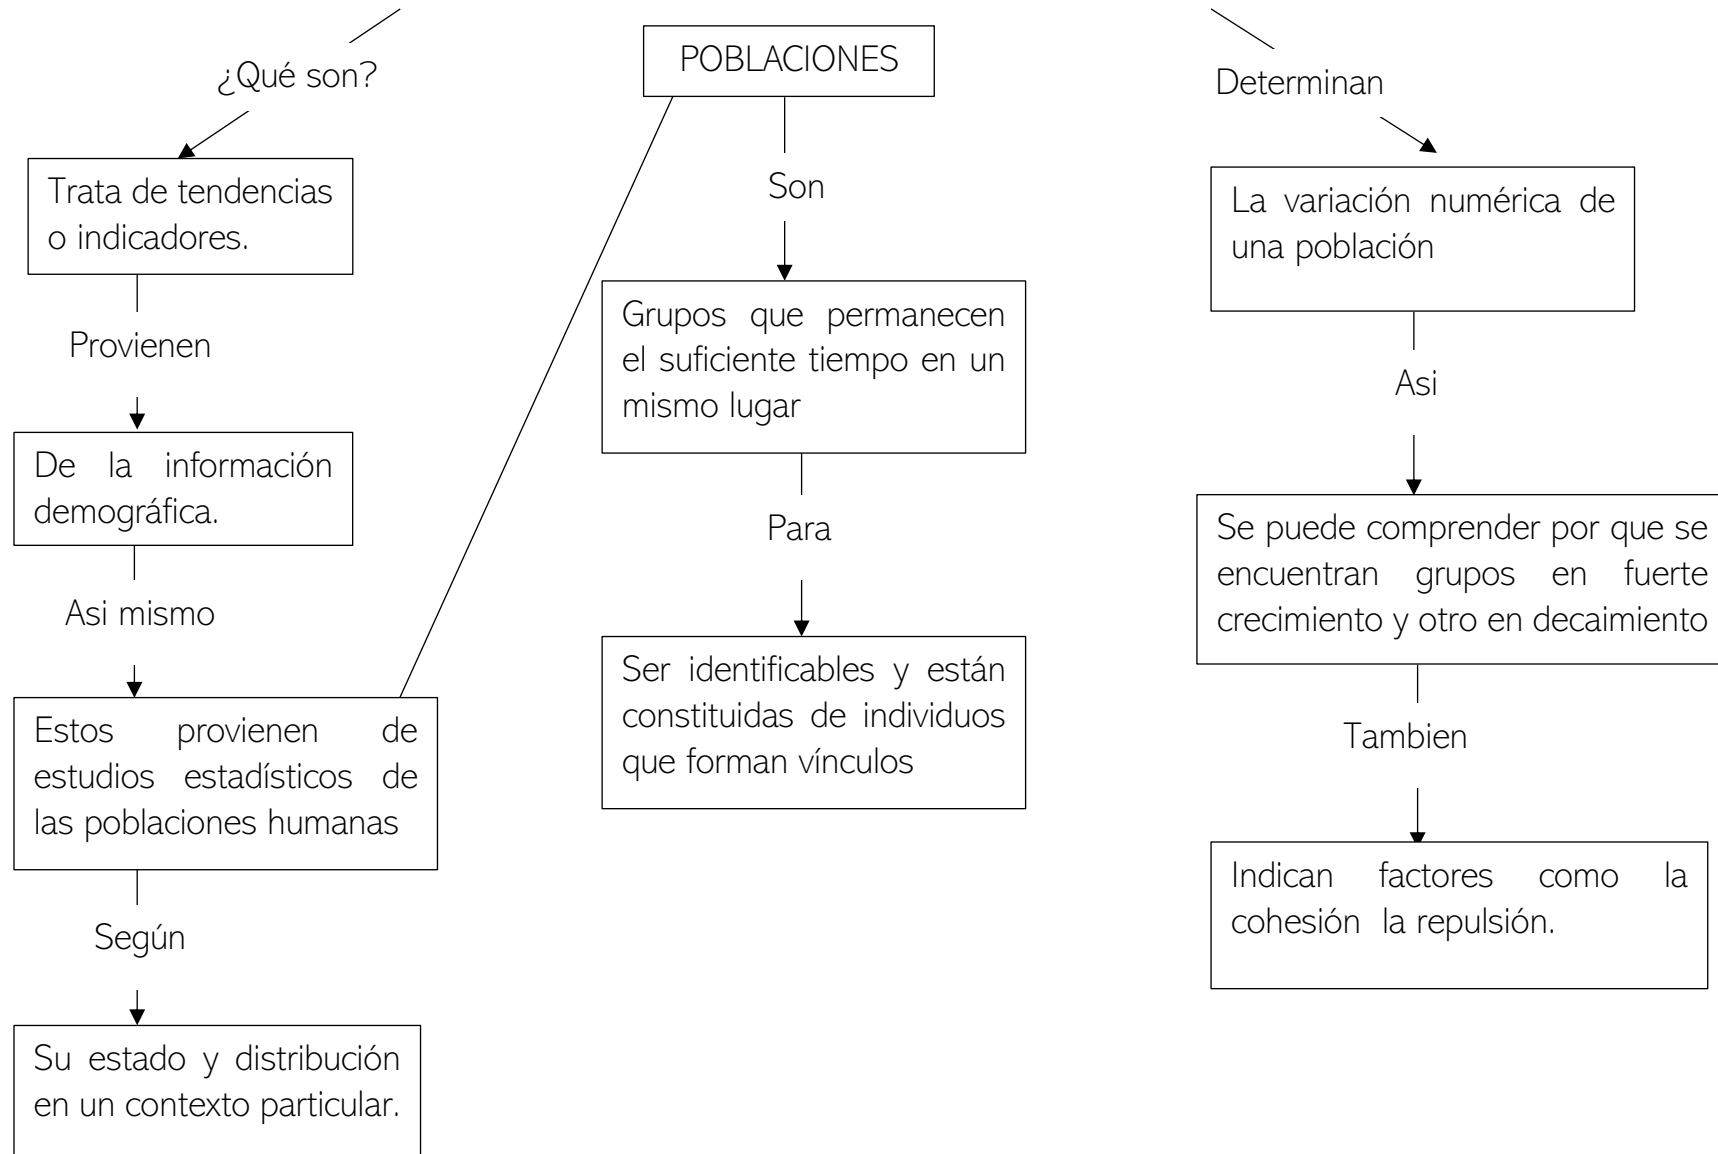 ¿Qué son?
Trata de tendencias
o indicadores.
Provienen
De la información
demográfica.
Asi mismo
Estos provienen de
estudios estadísticos de
las poblaciones humanas
Según
Su estado y distribución
en un contexto particular.
POBLACIONES
Son
Grupos que permanecen
el suficiente tiempo en un
mismo lugar
Para
Ser identificables y están
constituidas de individuos
que forman vínculos
Determinan
La variación numérica de
una población
Asi
Se puede comprender por que se
encuentran grupos en fuerte
crecimiento y otro en decaimiento
Tambien
Indican factores como la
cohesión la repulsión.